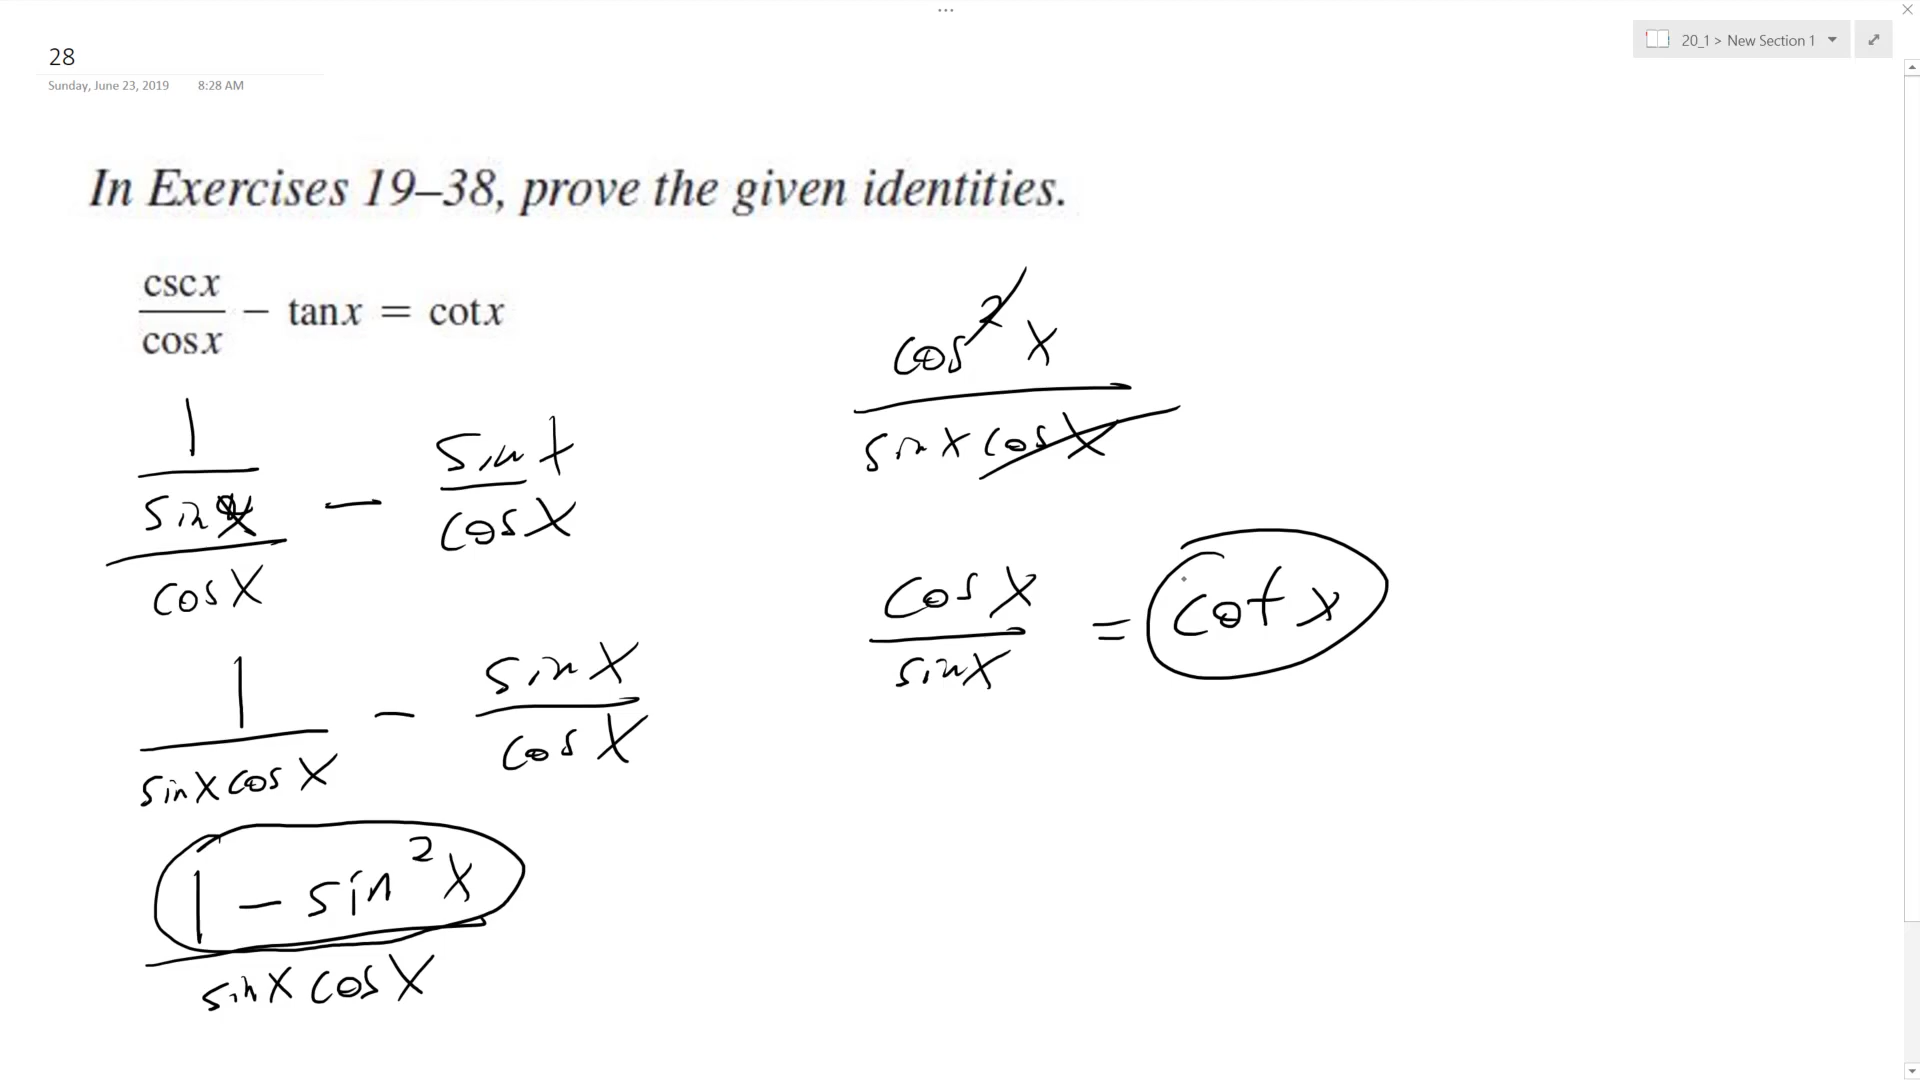 20_1 > New Section 1
28
Sunday, June 23, 2019 8:28 AM
In Exercises 19–38, prove the given identities.
cscx
cosx
− tanx = cotx
1
sinx
cosx
− sinx
cosx
1
sinx cosx
− sinx
cosx
1 − sin²x
sinx cosx
cos²x
sinx cosx
cosx
sinx
= cotx